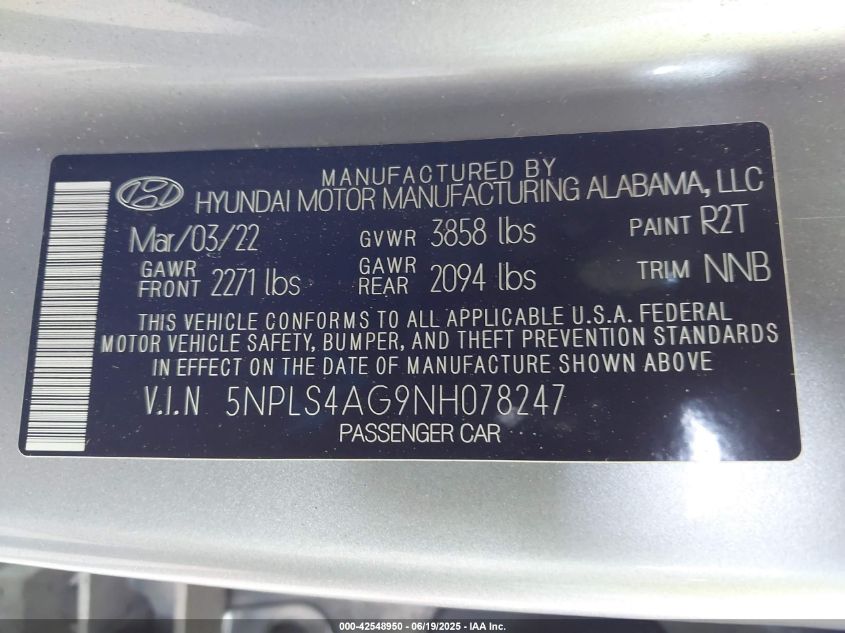 MANUFACTURED BY
HYUNDAI MOTOR MANUFACTURING ALABAMA, LLC
Mar/03/22 GVWR 3858 lbs PAINT R2T
GAWR FRONT 2271 lbs GAWR REAR 2094 lbs TRIM NNB
THIS VEHICLE CONFORMS TO ALL APPLICABLE U.S.A. FEDERAL
MOTOR VEHICLE SAFETY, BUMPER, AND THEFT PREVENTION STANDARDS
IN EFFECT ON THE DATE OF MANUFACTURE SHOWN ABOVE
V.I.N 5NPLS4AG9NH078247
PASSENGER CAR
000-42548950 - 06/19/2025 - IAA Inc.